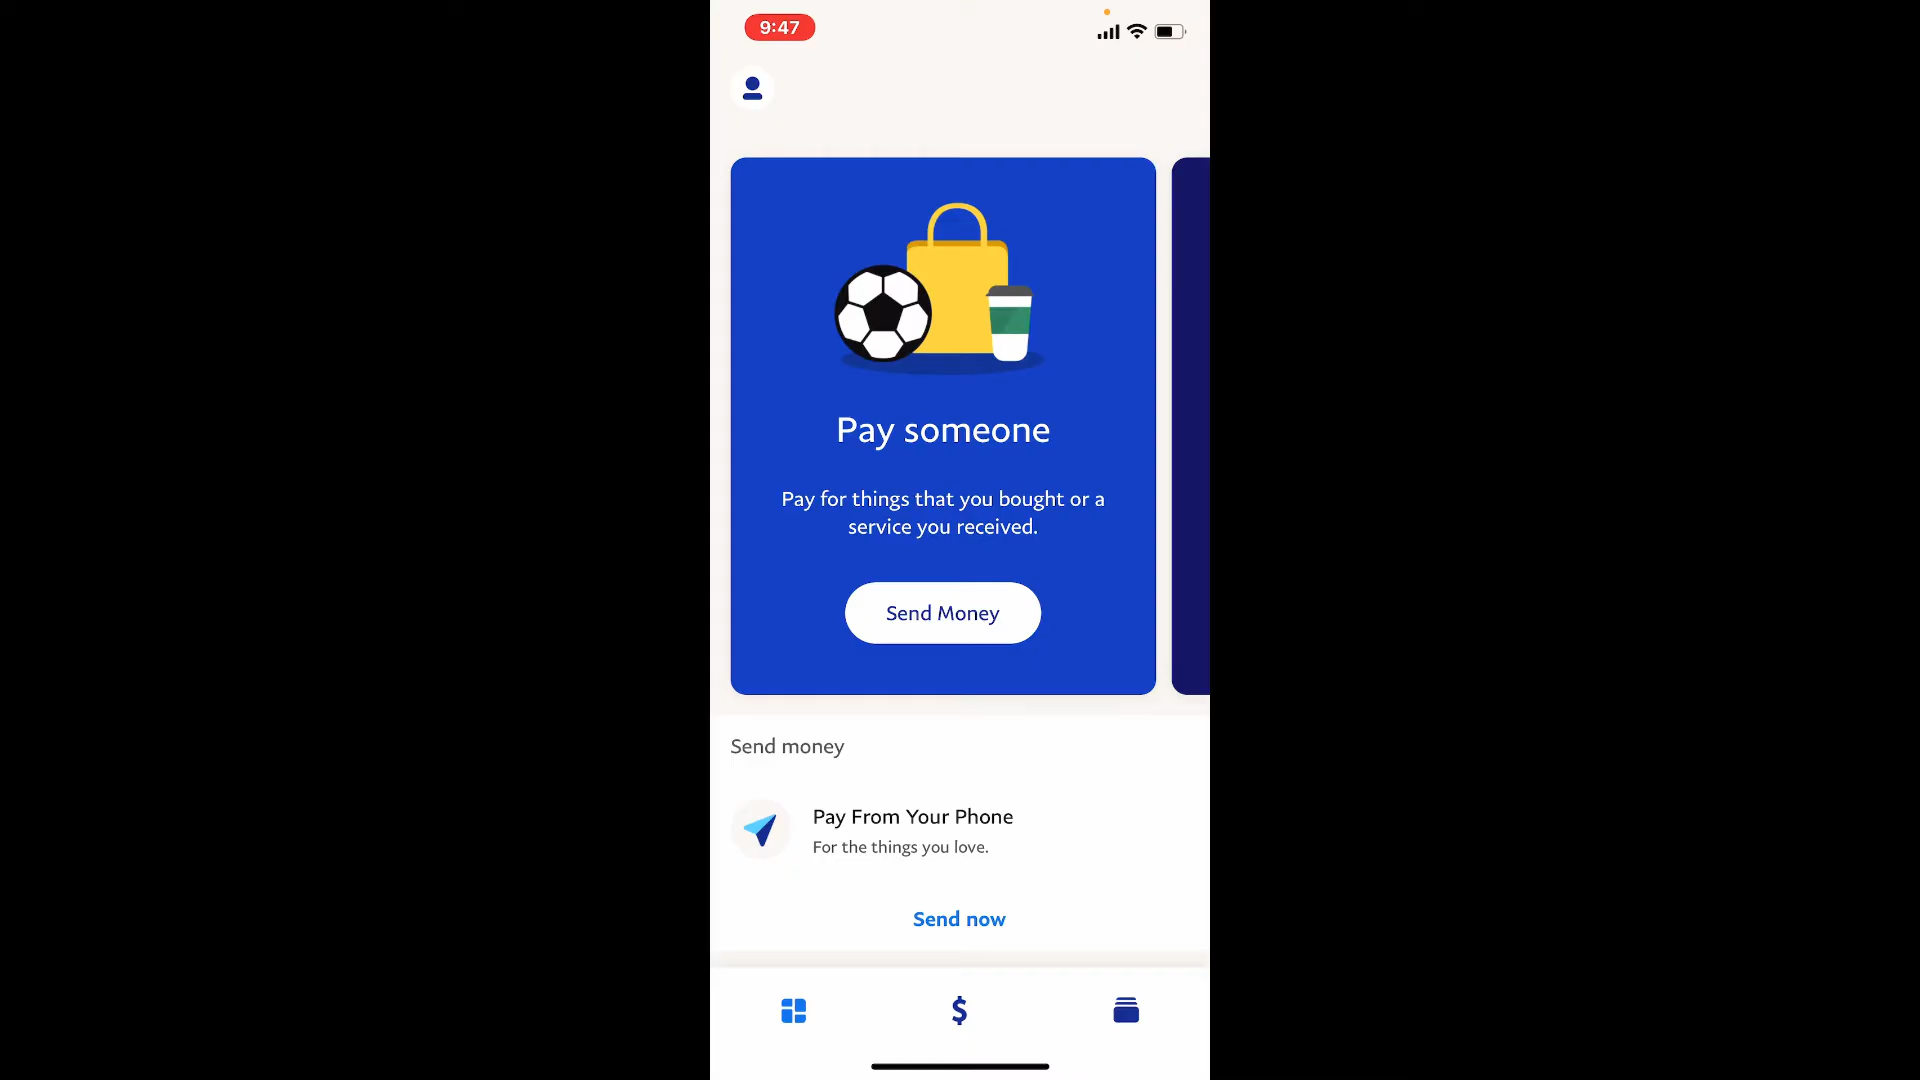 9:47
Pay someone
Pay for things that you bought or a
service you received.
Send Money
Send money
Pay From Your Phone
For the things you love.
Send now
$